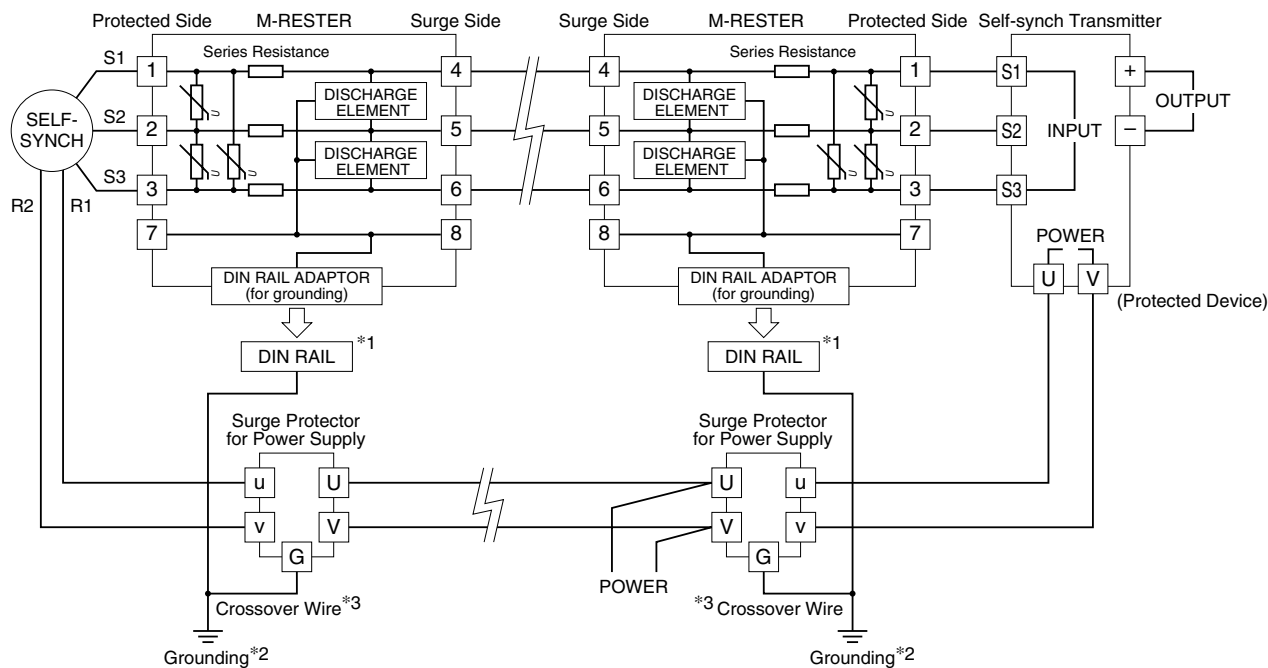 Protected Side M-RESTER Surge Side Surge Side M-RESTER Protected Side Self-synch Transmitter
S1 1 Series Resistance 4 4 Series Resistance 1 S1 +
DISCHARGE ELEMENT DISCHARGE ELEMENT
SELF-SYNCH S2 2 5 5 2 S2 INPUT − OUTPUT
DISCHARGE ELEMENT DISCHARGE ELEMENT
S3 3 6 6 3 S3
R2 R1 7 8 8 7 POWER
U V
DIN RAIL ADAPTOR DIN RAIL ADAPTOR
(for grounding) (for grounding) (Protected Device)
DIN RAIL *1 DIN RAIL *1
Surge Protector Surge Protector
for Power Supply for Power Supply
u U U u
v V V v
G G
POWER
Crossover Wire*3 *3 Crossover Wire
Grounding*2 Grounding*2